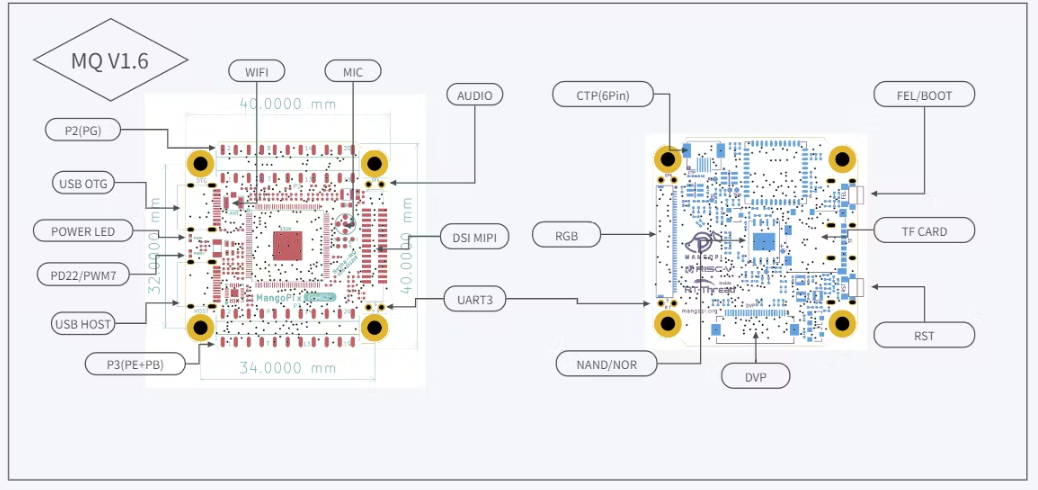 MQ V1.6
WIFI
MIC
AUDIO
40.0000 mm
P2(PG)
USB OTG
POWER LED
PD22/PWM7
USB HOST
P3(PE+PB)
32.0000 mm
34.0000 mm
40.0000 mm
DSI MIPI
UART3
MangoPi
CTP(6Pin)
FEL/BOOT
RGB
TF CARD
MANGOPI
RISC-V
RT-Thread
mangopi.org
DVP
NAND/NOR
DVP
RST